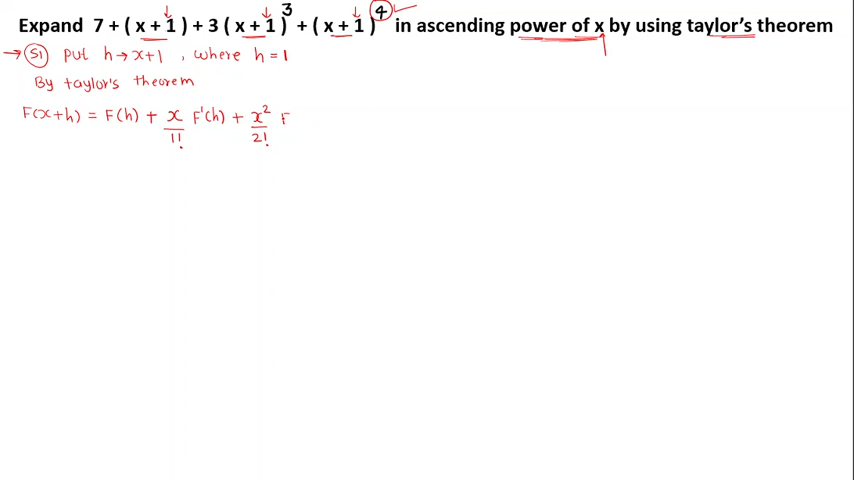 Expand 7 + ( x + 1 ) + 3 ( x + 1 )³ + ( x + 1 )⁴ in ascending power of x by using taylor's theorem
→ S1 Put h → x+1 , where h = 1
By taylor's theorem
F(x+h) = F(h) + x/1! F'(h) + x²/2! F